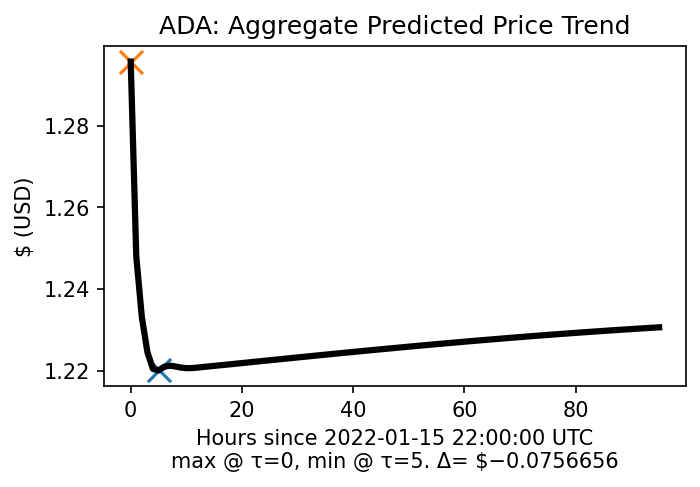 ADA: Aggregate Predicted Price Trend
$ (USD)
1.28
1.26
1.24
1.22
0 20 40 60 80
Hours since 2022-01-15 22:00:00 UTC
max @ τ=0, min @ τ=5. Δ= $−0.0756656